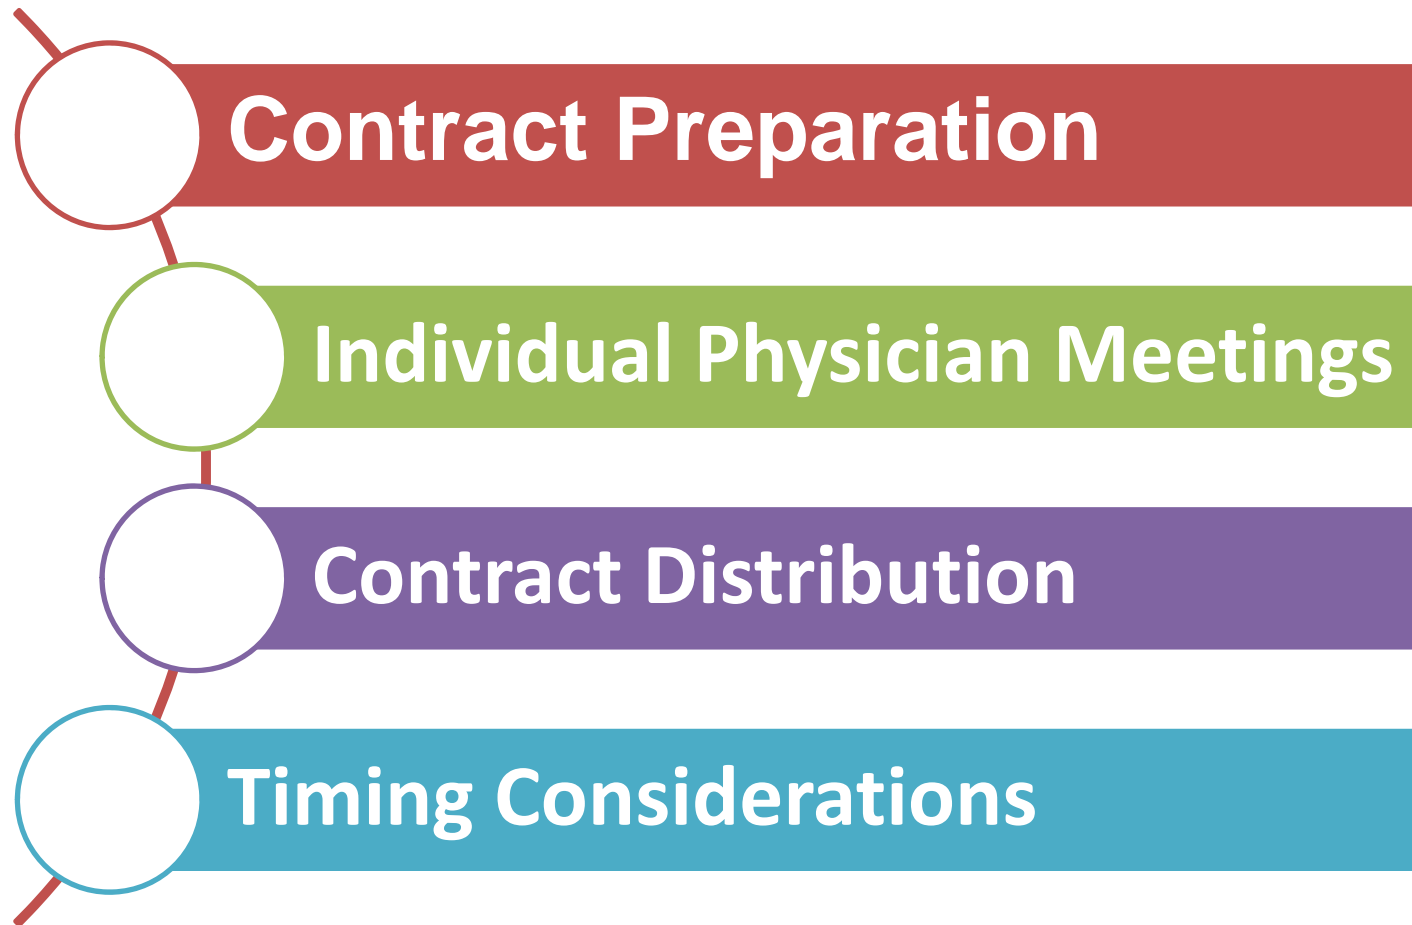 Contract Preparation
Individual Physician Meetings
Contract Distribution
Timing Considerations